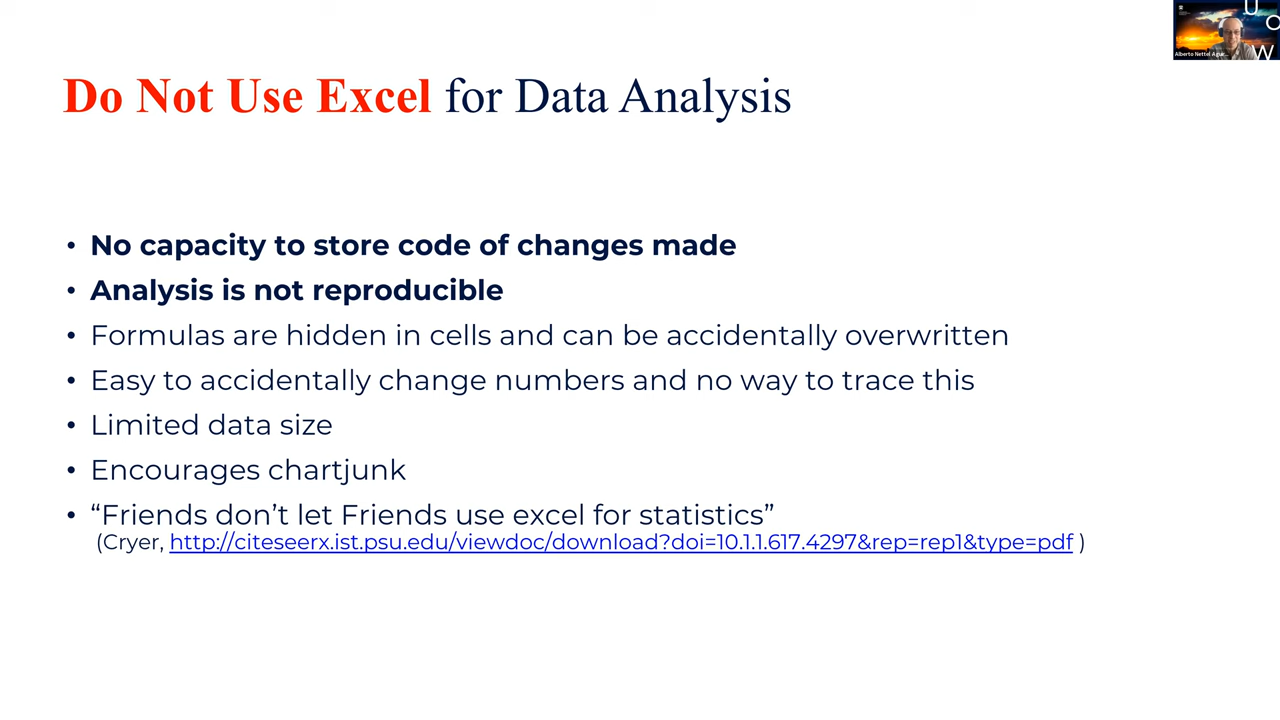 Do Not Use Excel for Data Analysis
• No capacity to store code of changes made
• Analysis is not reproducible
• Formulas are hidden in cells and can be accidentally overwritten
• Easy to accidentally change numbers and no way to trace this
• Limited data size
• Encourages chartjunk
• “Friends don’t let Friends use excel for statistics”
(Cryer, http://citeseerx.ist.psu.edu/viewdoc/download?doi=10.1.1.617.4297&rep=rep1&type=pdf )
U
O
W
Alberto Nettel